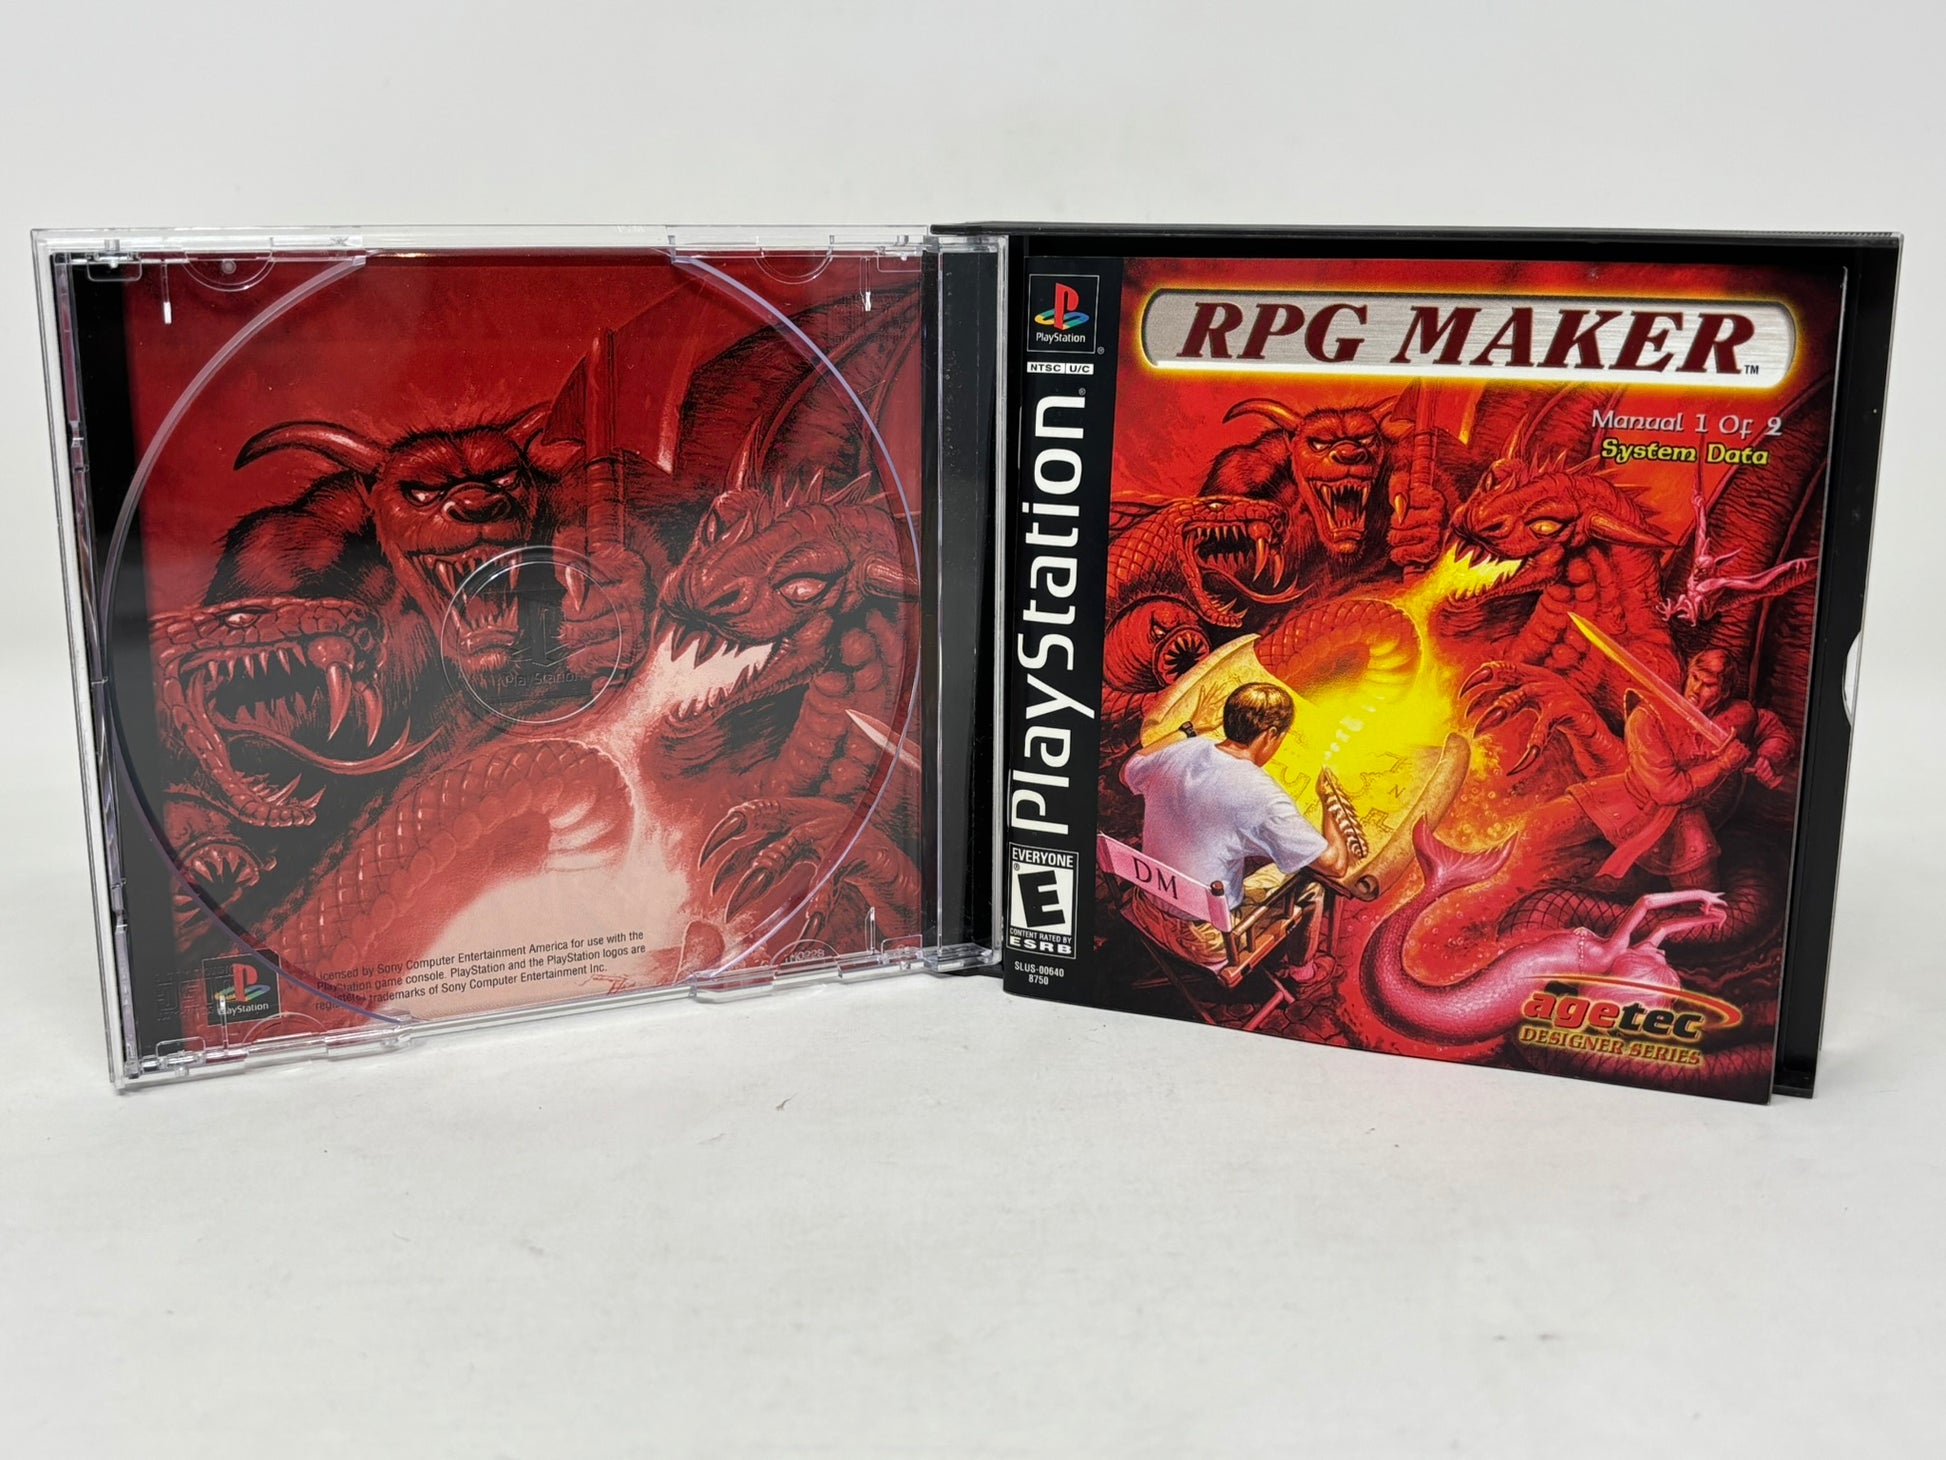 PlayStation
Licensed by Sony Computer Entertainment America for use with the
PlayStation game console. PlayStation and the PlayStation logos are
registered trademarks of Sony Computer Entertainment Inc.
PlayStation
PlayStation
NTSC U/C
PlayStation
EVERYONE
E
CONTENT RATED BY
ESRB
SLUS-00640
8750
RPG MAKER™
Manual 1 Of 2
System Data
DM
agetec
DESIGNER SERIES